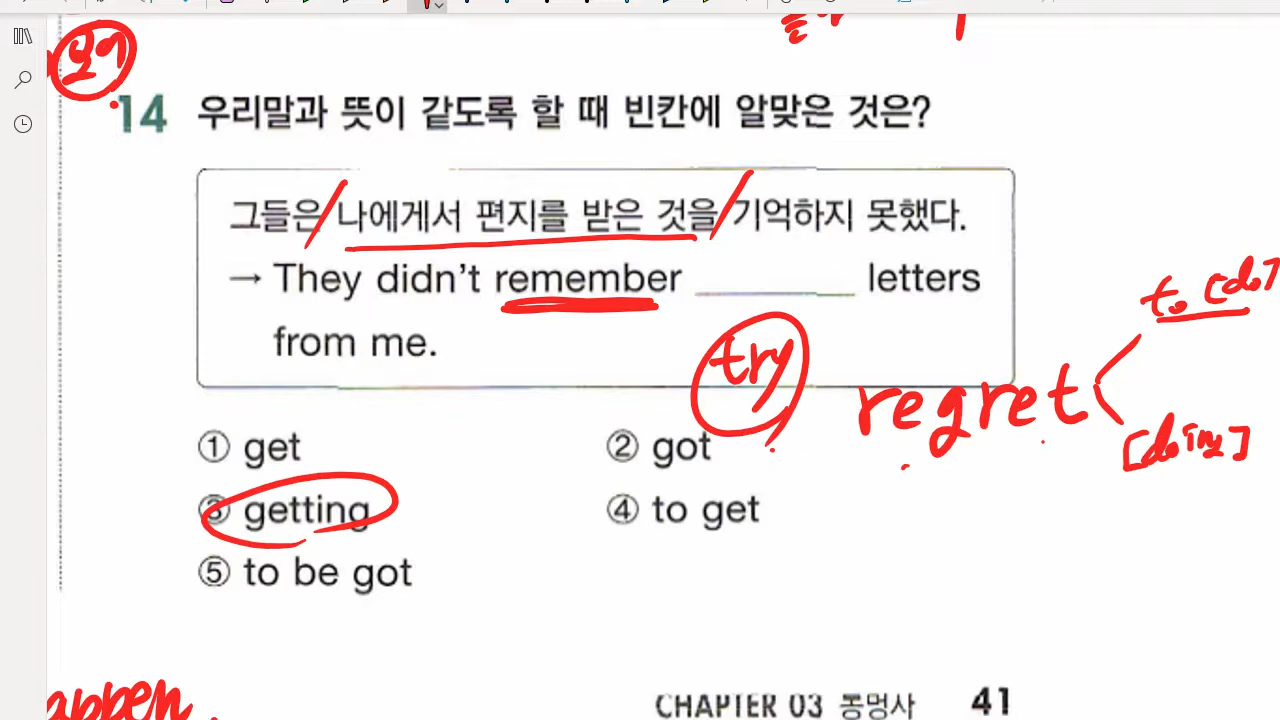 보어
14 우리말과 뜻이 같도록 할 때 빈칸에 알맞은 것은?
그들은 나에게서 편지를 받은 것을 기억하지 못했다.
→ They didn't remember ________ letters
from me.
try
regret
to [do]
[doing]
① get
② got
③ getting
④ to get
⑤ to be got
happen
CHAPTER 03 동명사 41